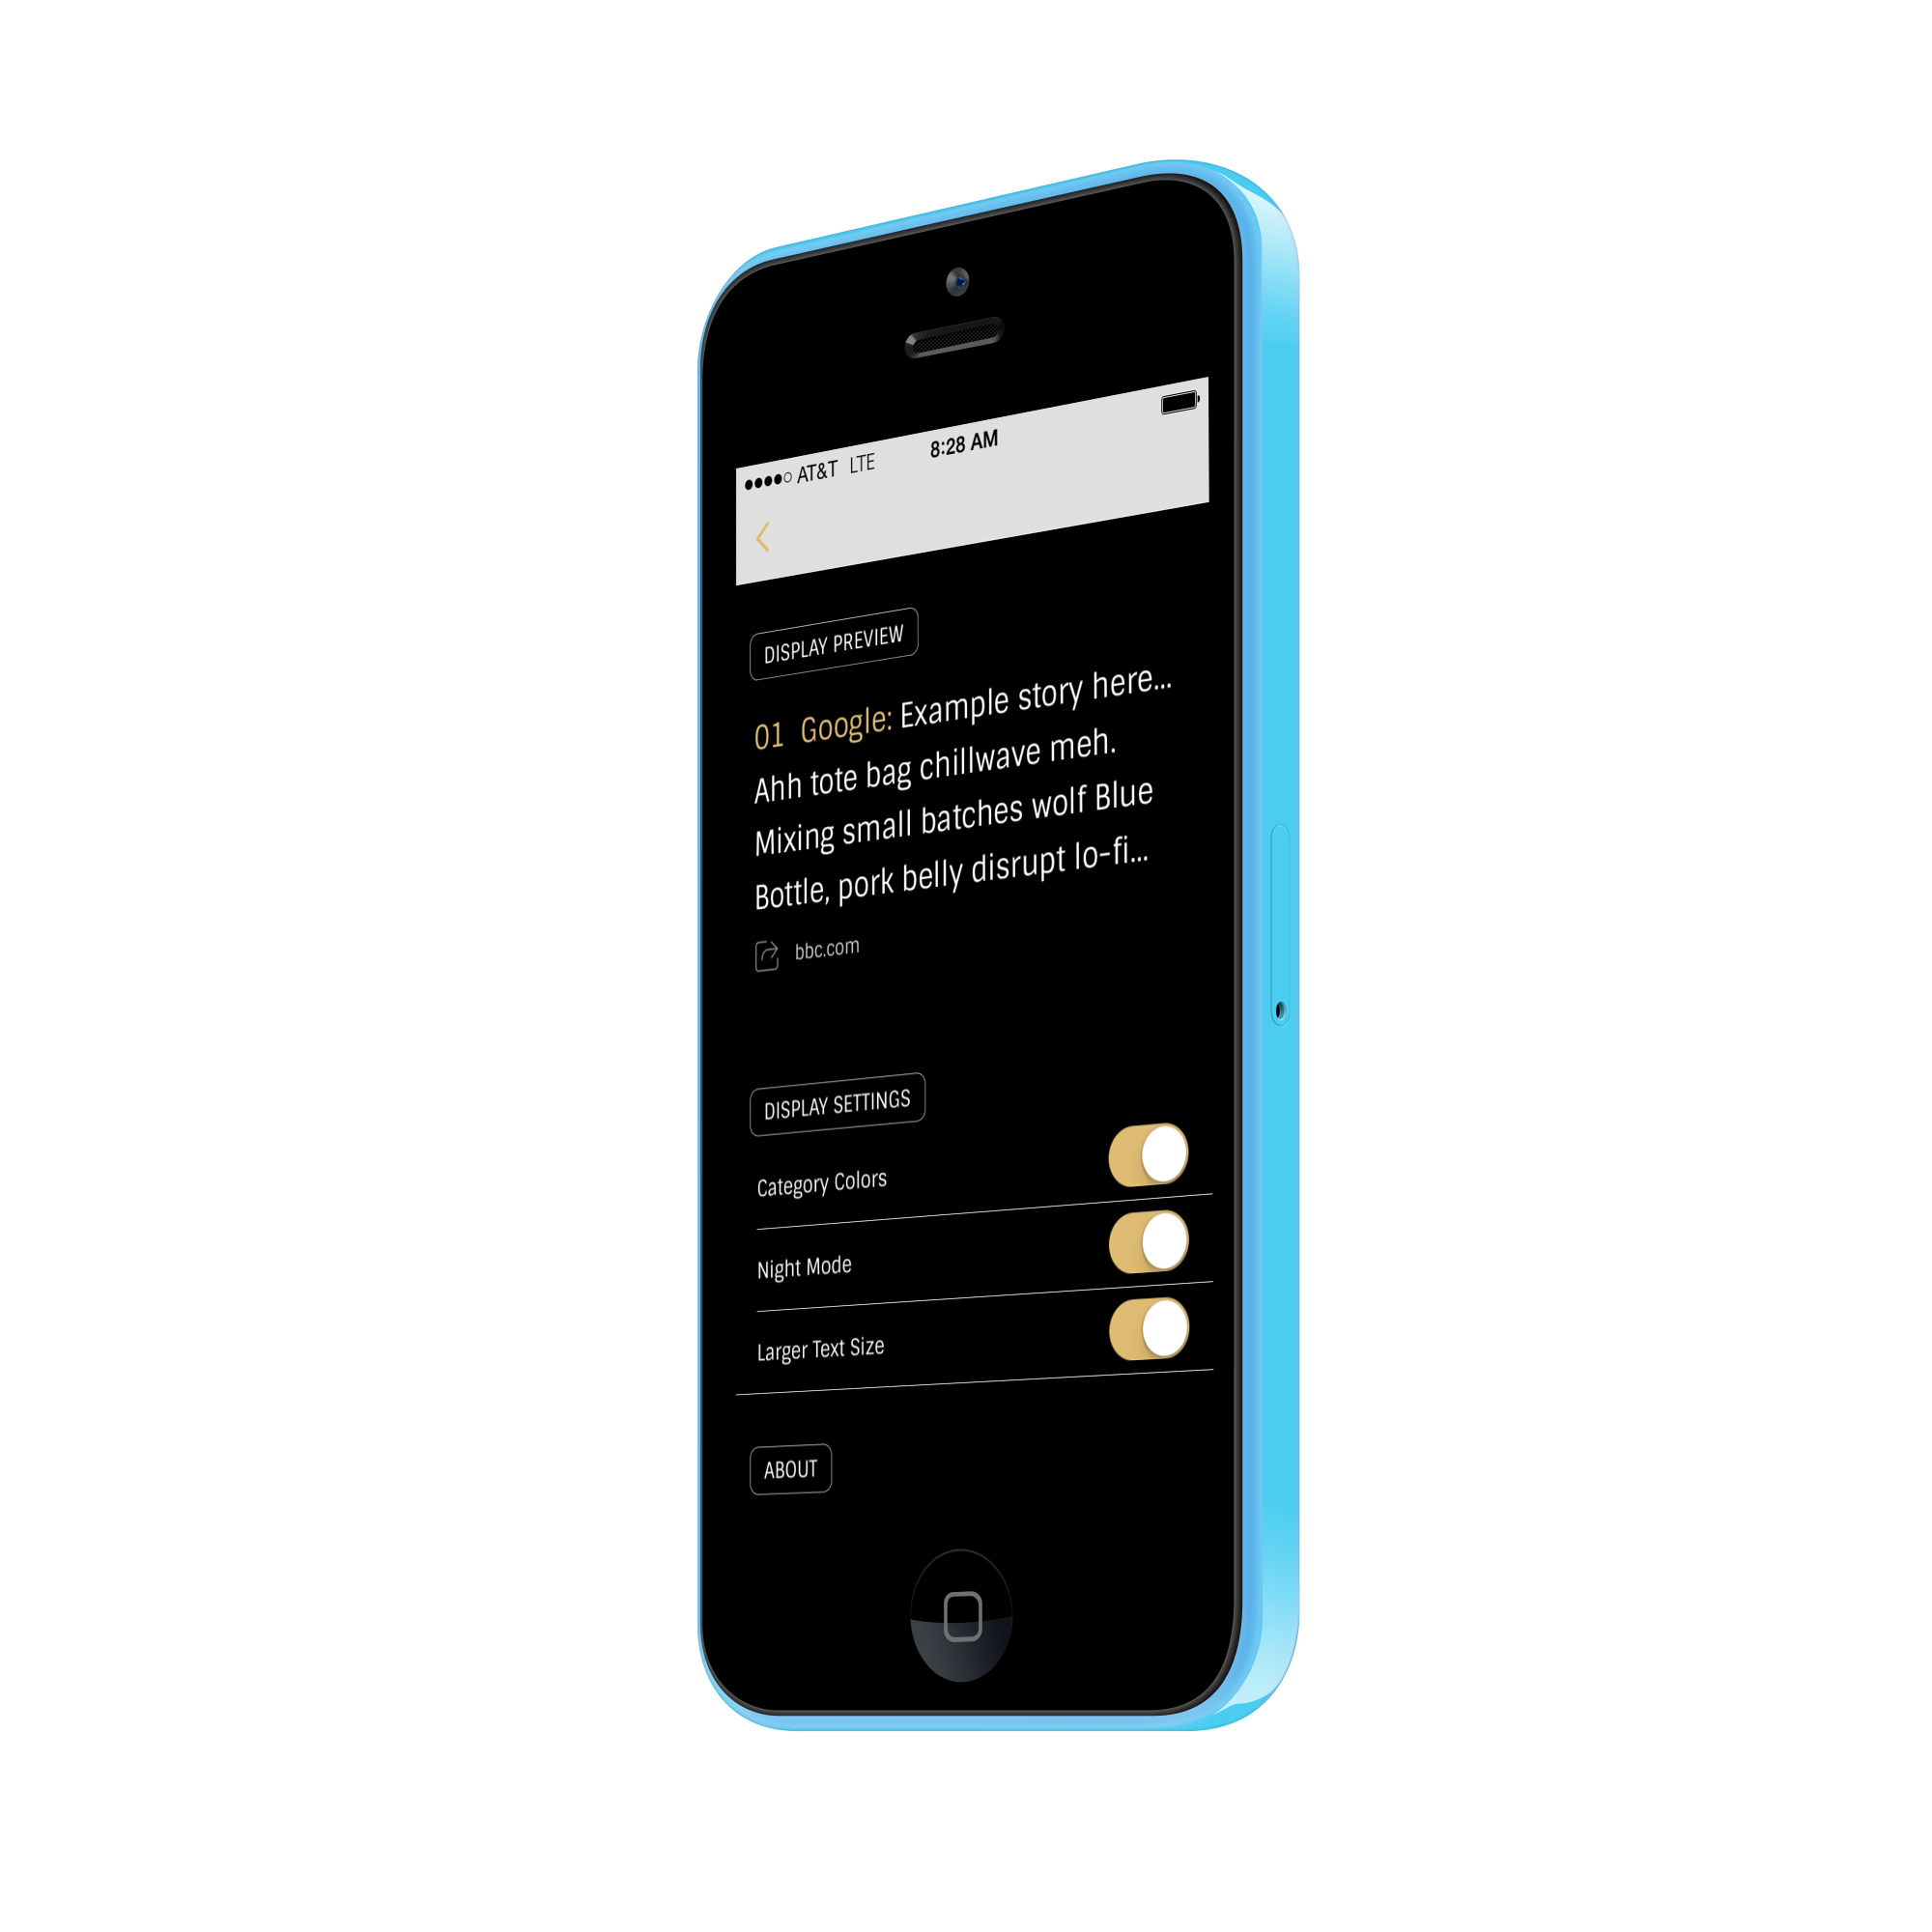 AT&T LTE 8:28 AM
DISPLAY PREVIEW
01 Google: Example story here...
Ahh tote bag chillwave meh.
Mixing small batches wolf Blue
Bottle, pork belly disrupt lo-fi...
bbc.com
DISPLAY SETTINGS
Category Colors
Night Mode
Larger Text Size
ABOUT